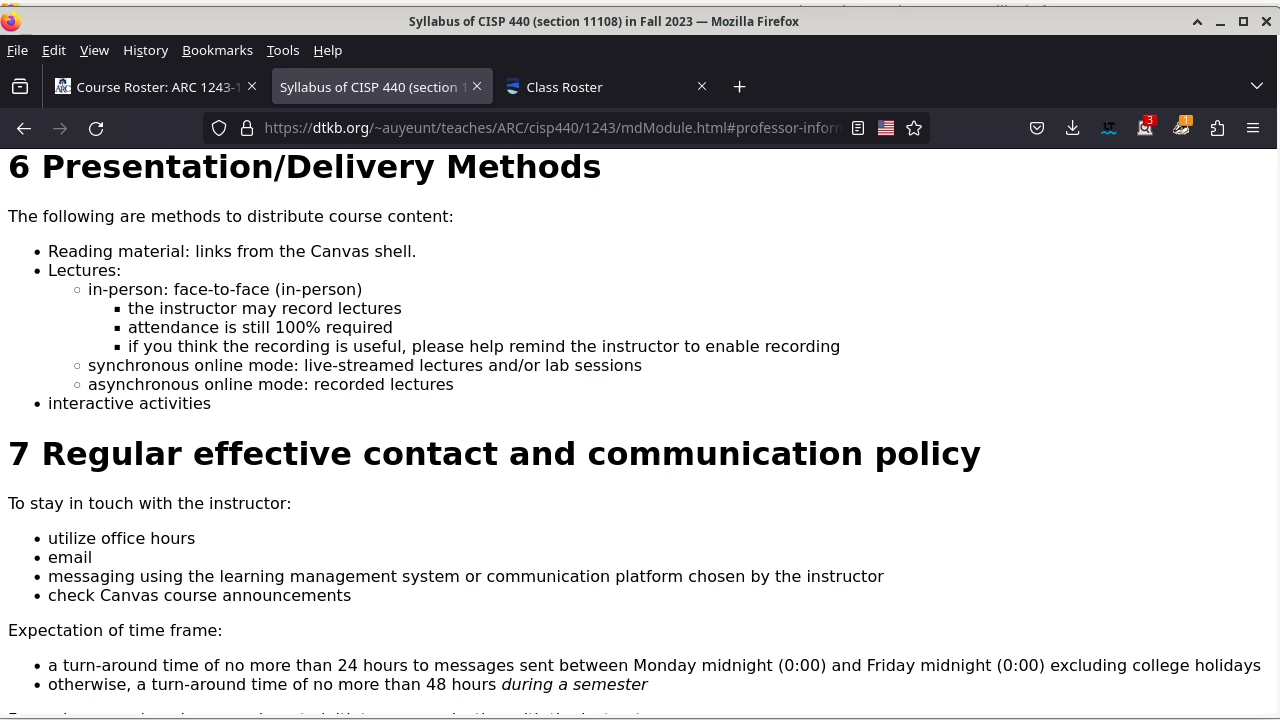 Syllabus of CISP 440 (section 11108) in Fall 2023 — Mozilla Firefox
File Edit View History Bookmarks Tools Help
ARC Course Roster: ARC 1243-1
Syllabus of CISP 440 (section 1
Class Roster
https://dtkb.org/~auyeunt/teaches/ARC/cisp440/1243/mdModule.html#professor-inform
3 1
6 Presentation/Delivery Methods
The following are methods to distribute course content:
• Reading material: links from the Canvas shell.
• Lectures:
○ in-person: face-to-face (in-person)
▪ the instructor may record lectures
▪ attendance is still 100% required
▪ if you think the recording is useful, please help remind the instructor to enable recording
○ synchronous online mode: live-streamed lectures and/or lab sessions
○ asynchronous online mode: recorded lectures
• interactive activities
7 Regular effective contact and communication policy
To stay in touch with the instructor:
• utilize office hours
• email
• messaging using the learning management system or communication platform chosen by the instructor
• check Canvas course announcements
Expectation of time frame:
• a turn-around time of no more than 24 hours to messages sent between Monday midnight (0:00) and Friday midnight (0:00) excluding college holidays
• otherwise, a turn-around time of no more than 48 hours during a semester